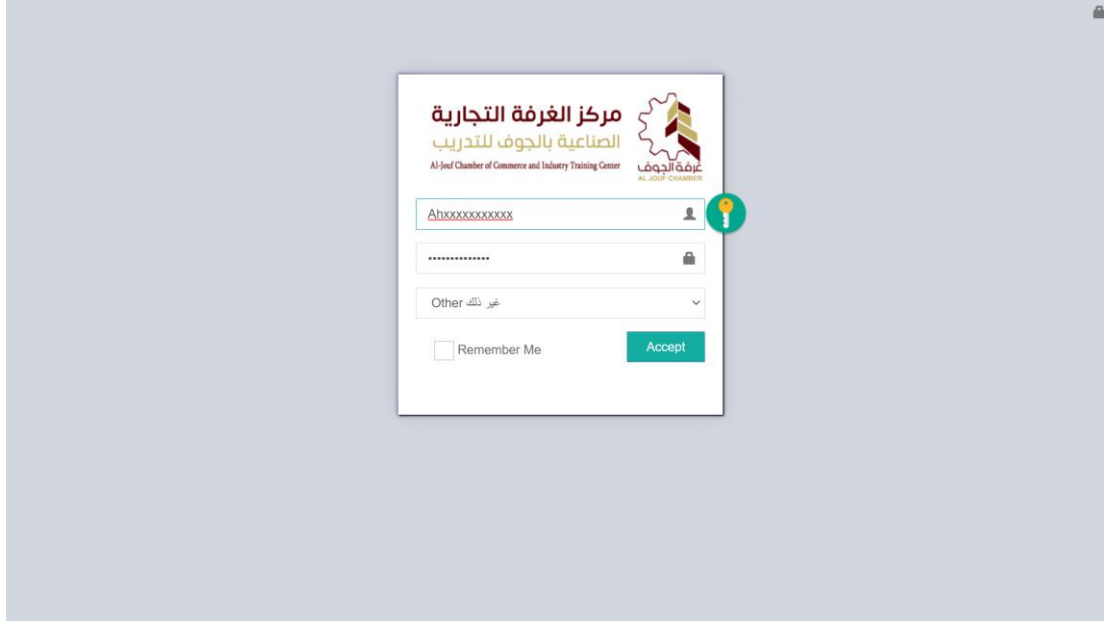 مركز الغرفة التجارية
الصناعية بالجوف للتدريب
Al-Jouf Chamber of Commerce and Industry Training Center
غرفة الجوف
AL JOUF CHAMBER
Ahxxxxxxxxxxx
••••••••••••••
Other غير ذلك
Remember Me
Accept